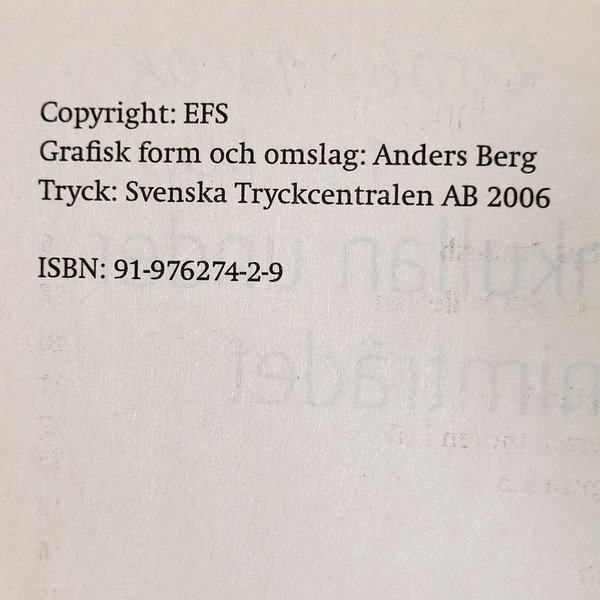 Copyright: EFS
Grafisk form och omslag: Anders Berg
Tryck: Svenska Tryckcentralen AB 2006
ISBN: 91-976274-2-9